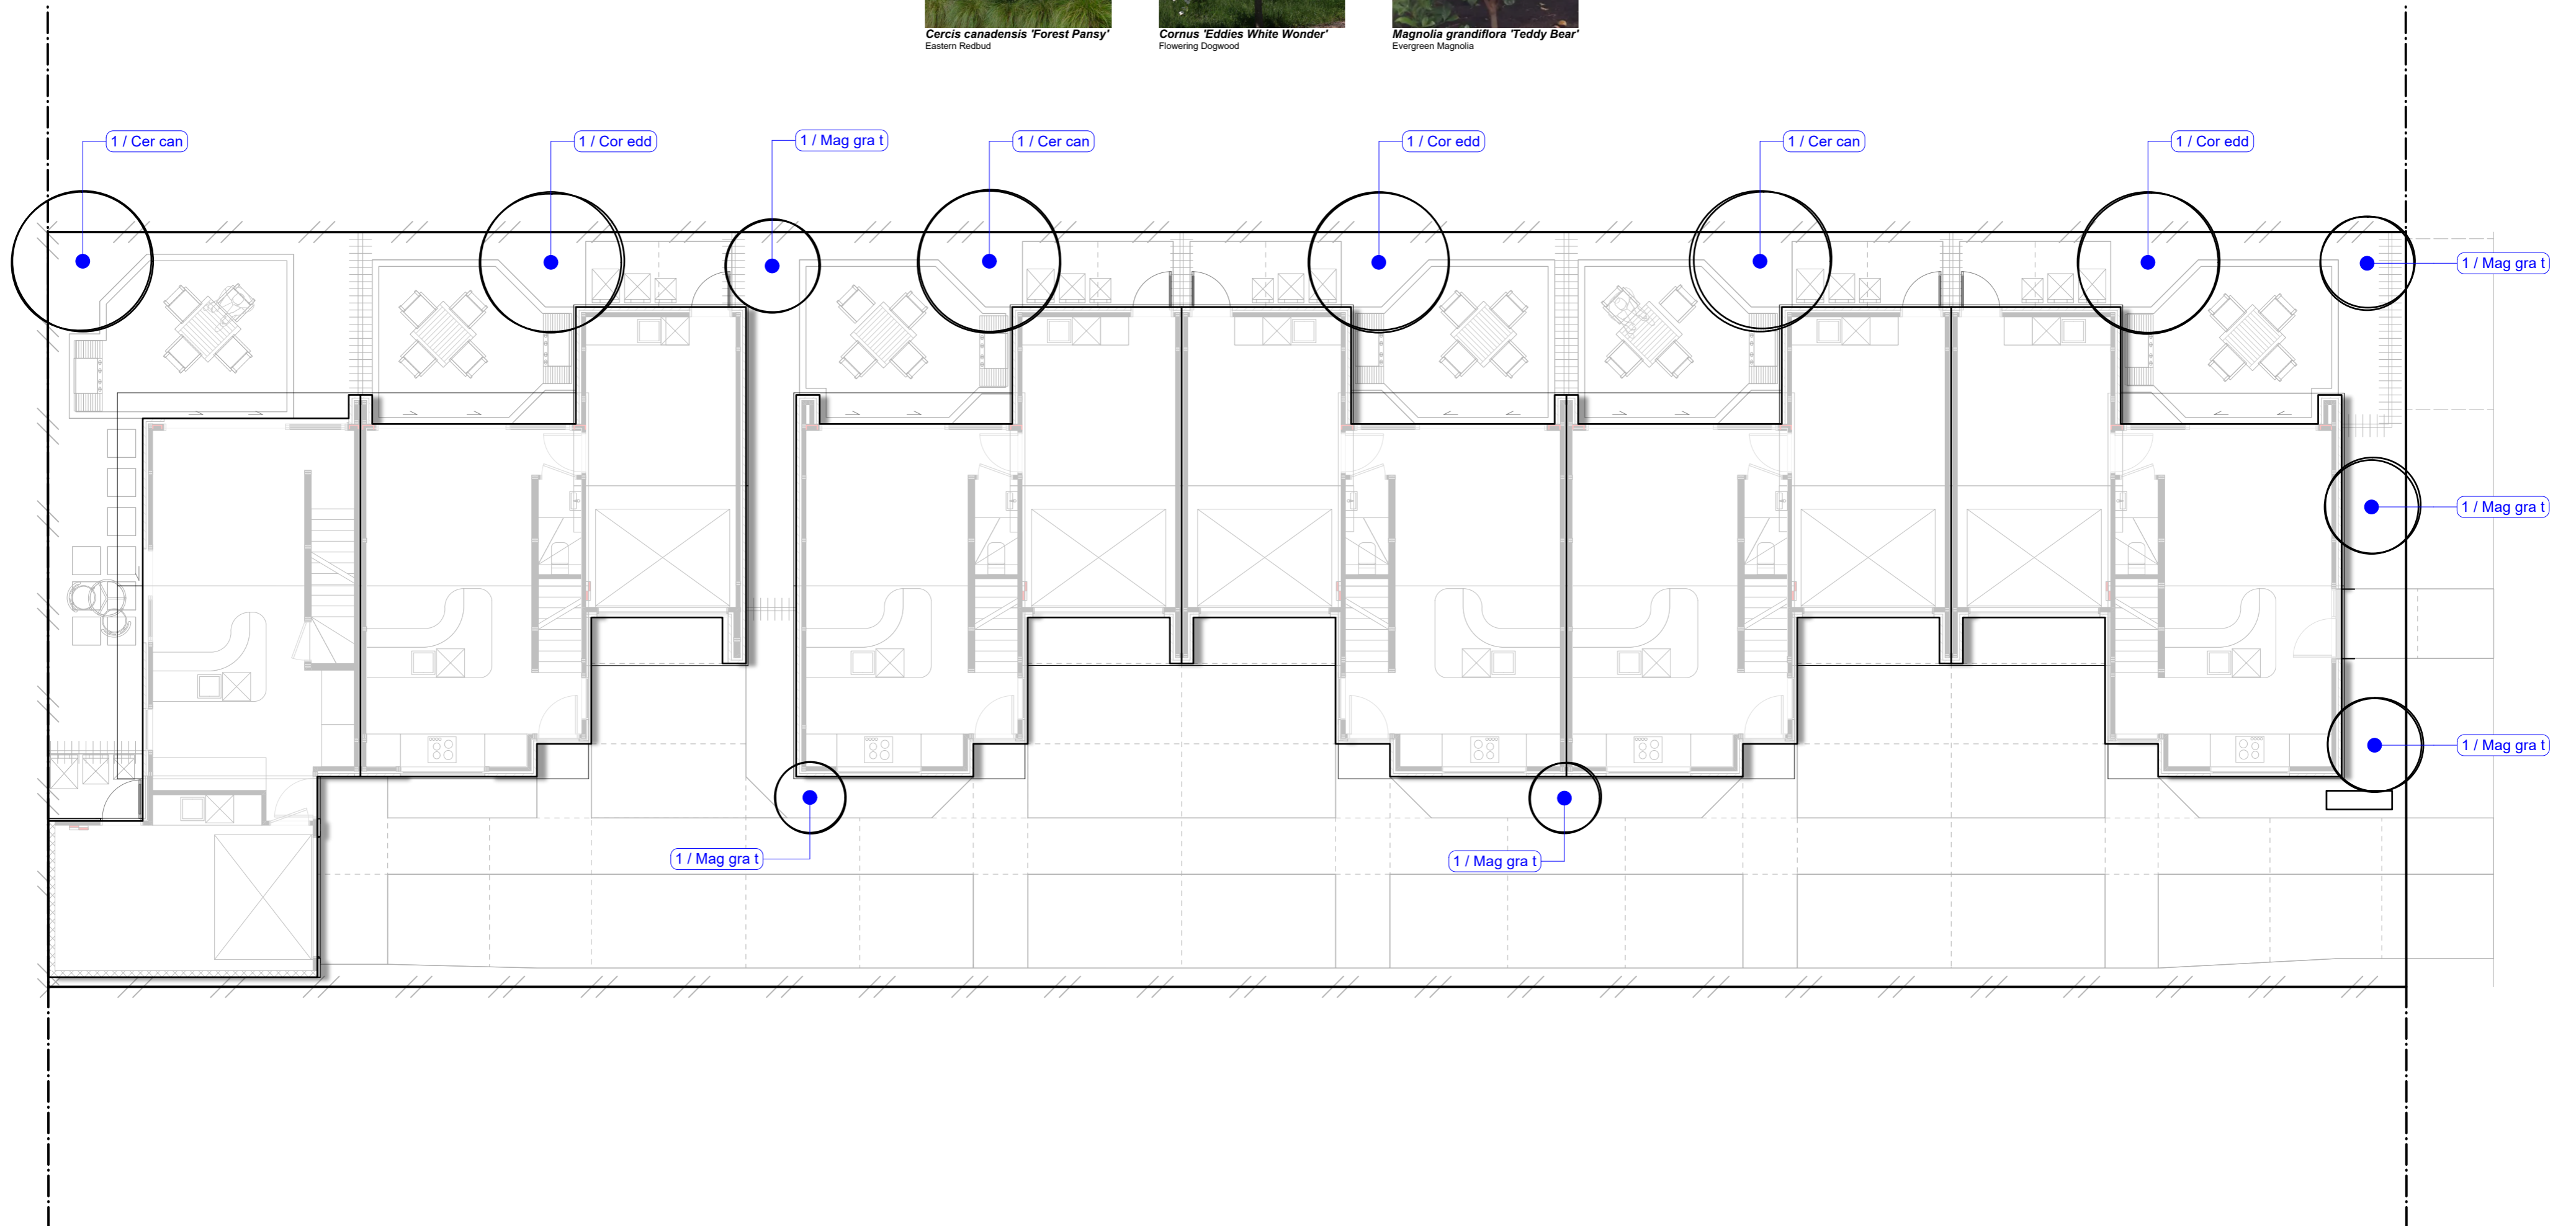 Cercis canadensis 'Forest Pansy'
Eastern Redbud
Cornus 'Eddies White Wonder'
Flowering Dogwood
Magnolia grandiflora 'Teddy Bear'
Evergreen Magnolia
1 / Cer can
1 / Cor edd
1 / Mag gra t
1 / Cer can
1 / Cor edd
1 / Cer can
1 / Cor edd
1 / Mag gra t
1 / Mag gra t
1 / Mag gra t
1 / Mag gra t
1 / Mag gra t